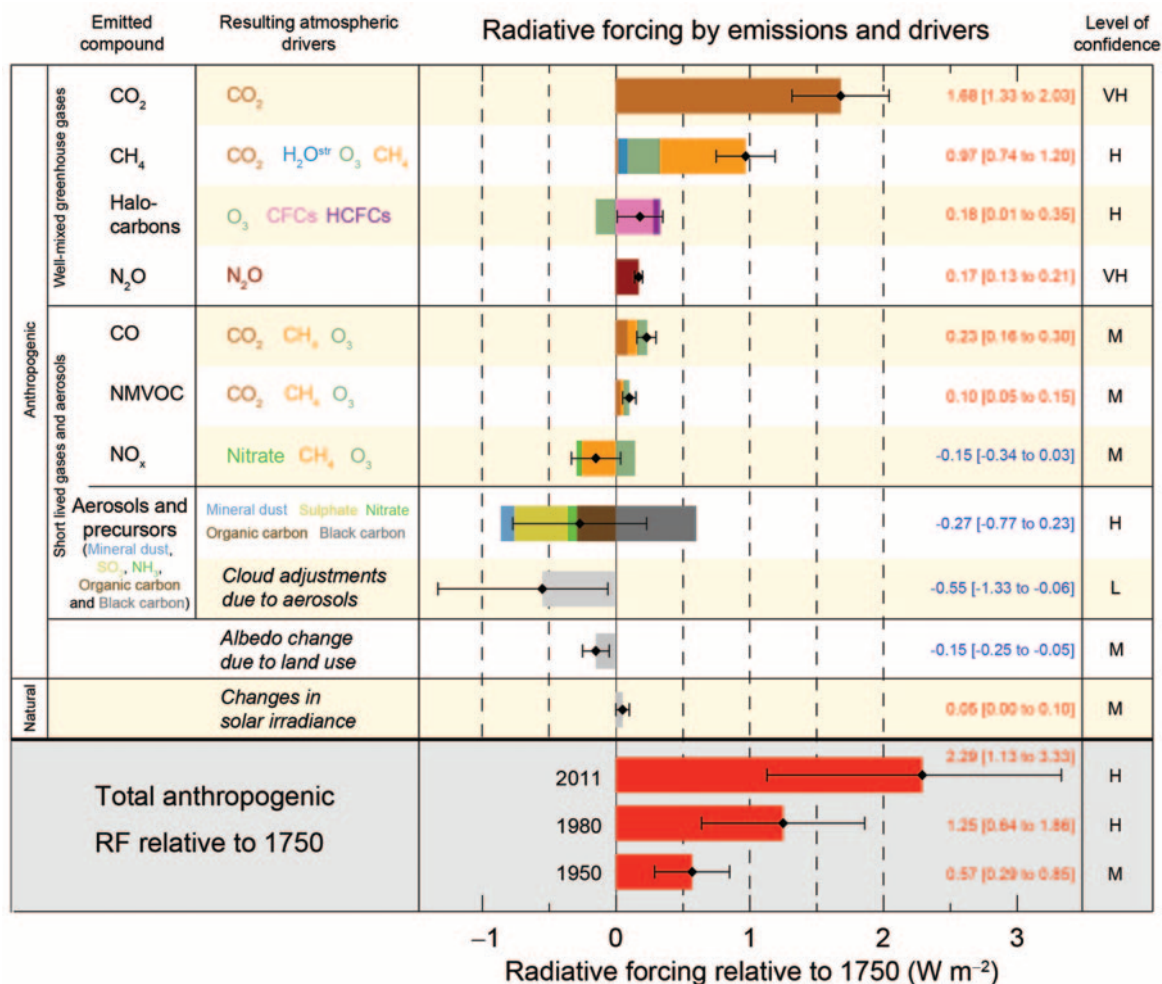 Emitted compound
Resulting atmospheric drivers
Radiative forcing by emissions and drivers
Level of confidence
Anthropogenic
Well-mixed greenhouse gases
CO₂
CO₂
1.68 [1.33 to 2.03]
VH
CH₄
CO₂ H₂Oˢᵗʳ O₃ CH₄
0.97 [0.74 to 1.20]
H
Halo-
carbons
O₃ CFCs HCFCs
0.18 [0.01 to 0.35]
H
N₂O
N₂O
0.17 [0.13 to 0.21]
VH
Short lived gases and aerosols
CO
CO₂ CH₄ O₃
0.23 [0.16 to 0.30]
M
NMVOC
CO₂ CH₄ O₃
0.10 [0.05 to 0.15]
M
NOₓ
Nitrate CH₄ O₃
-0.15 [-0.34 to 0.03]
M
Aerosols and
precursors
(Mineral dust,
SO₂, NH₃,
Organic carbon
and Black carbon)
Mineral dust Sulphate Nitrate
Organic carbon Black carbon
-0.27 [-0.77 to 0.23]
H
Cloud adjustments
due to aerosols
-0.55 [-1.33 to -0.06]
L
Albedo change
due to land use
-0.15 [-0.25 to -0.05]
M
Natural
Changes in
solar irradiance
0.05 [0.00 to 0.10]
M
Total anthropogenic
RF relative to 1750
2011
2.29 [1.13 to 3.33]
H
1980
1.25 [0.64 to 1.86]
H
1950
0.57 [0.29 to 0.85]
M
−1 0 1 2 3
Radiative forcing relative to 1750 (W m⁻²)